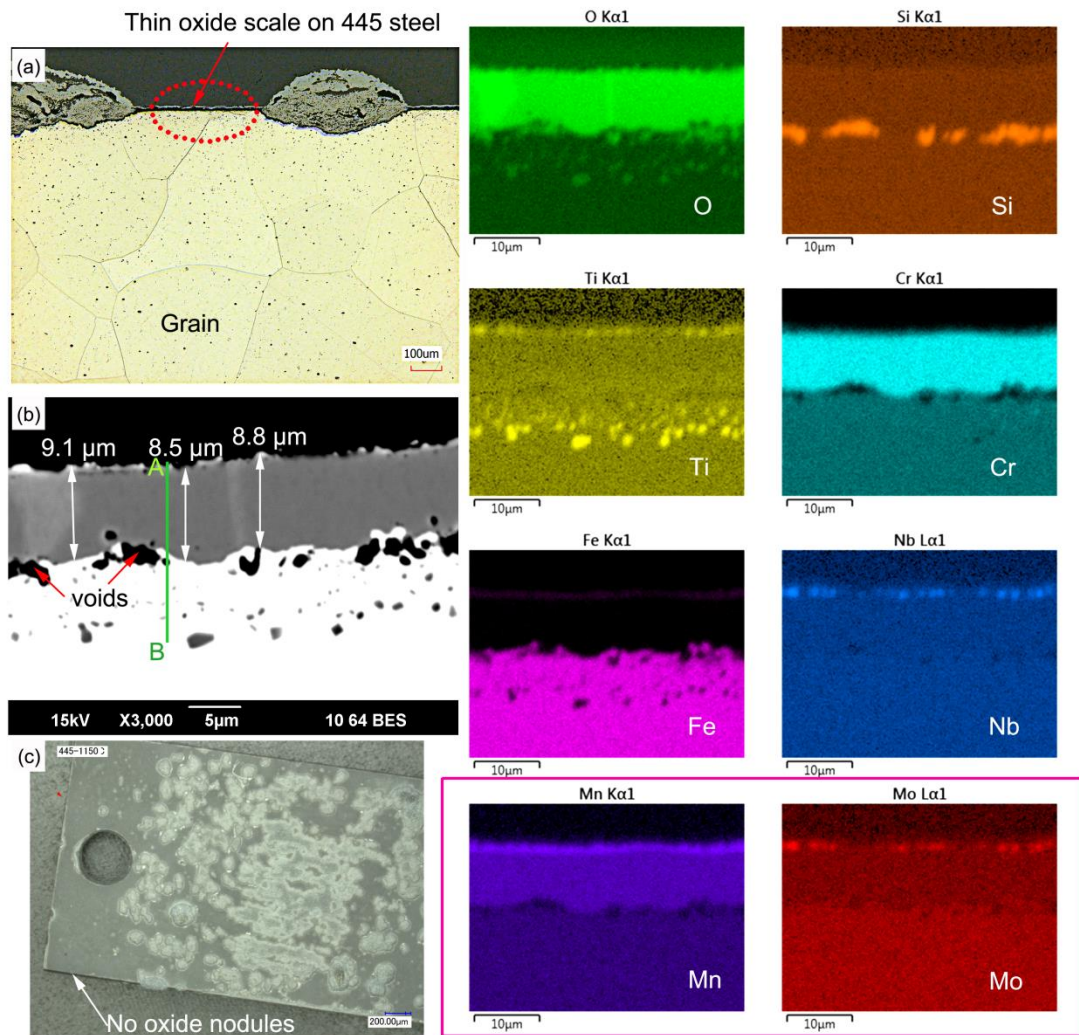 Thin oxide scale on 445 steel
(a)
Grain
100um
(b)
9.1 μm
8.5 μm
8.8 μm
A
voids
B
15kV X3,000 5μm 10 64 BES
(c)
445-1150
No oxide nodules
200.00μm
O Kα1
O
10μm
Si Kα1
Si
10μm
Ti Kα1
Ti
10μm
Cr Kα1
Cr
10μm
Fe Kα1
Fe
10μm
Nb Lα1
Nb
10μm
Mn Kα1
Mn
10μm
Mo Lα1
Mo
10μm